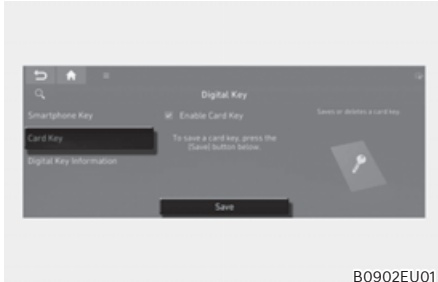 Digital Key
Smartphone Key
Enable Card Key
Saves or deletes a card key.
Card Key
To save a card key, press the
[Save] button below.
Digital Key Information
Save
B0902EU01